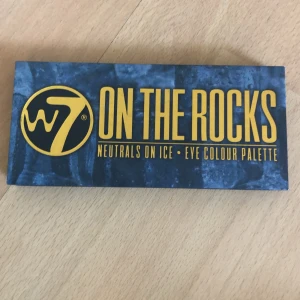 W7®
ON THE ROCKS
NEUTRALS ON ICE • EYE COLOUR PALETTE